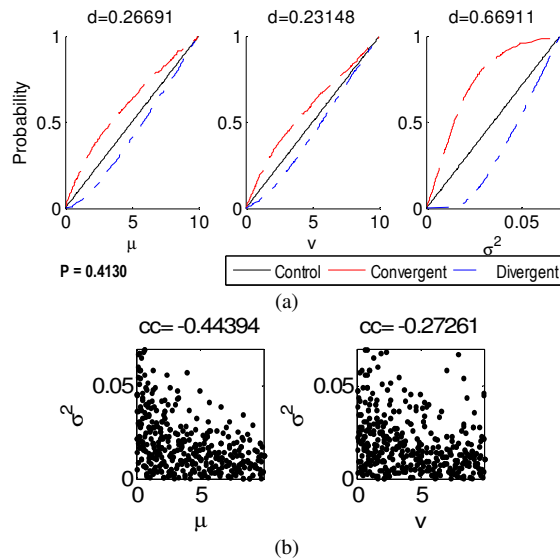 (a)
d=0.26691 d=0.23148 d=0.66911
Probability
1 1 1
0.5 0.5 0.5
0 0 0
0 5 10 0 5 10 0 0.05
μ ν σ²
P = 0.4130
Control Convergent Divergent
(a)
cc= -0.44394 cc= -0.27261
σ² σ²
0.05 0.05
0 0
0 5 0 5
μ ν
(b)